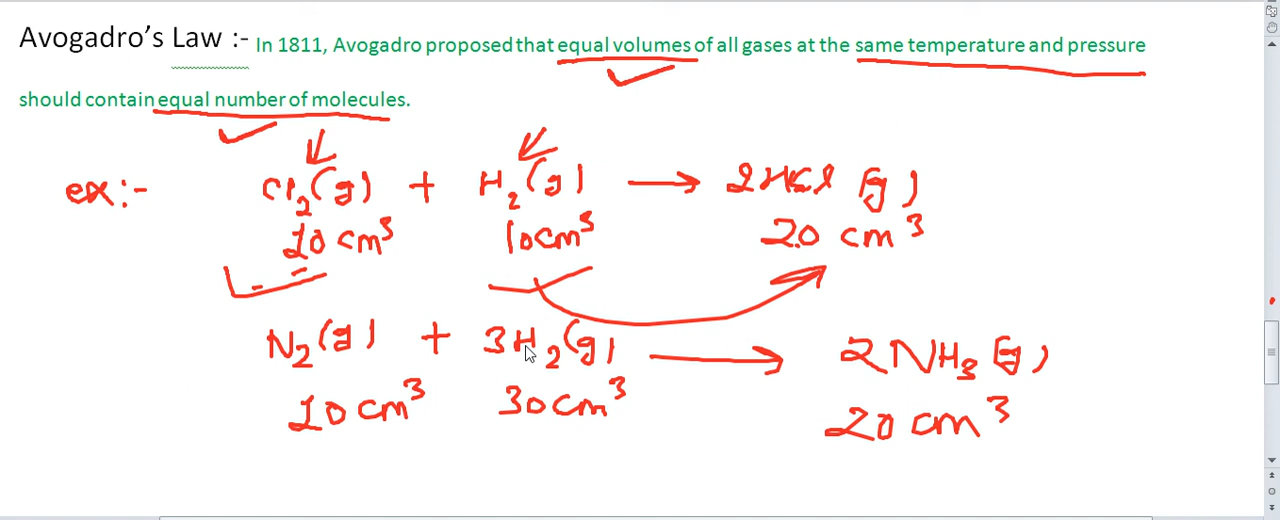 Avogadro's Law :- In 1811, Avogadro proposed that equal volumes of all gases at the same temperature and pressure
should contain equal number of molecules.
ex:- Cl₂(g) + H₂(g) → 2HCl (g)
10 cm³ 10cm³ 20 cm³
N₂(g) + 3H₂(g) → 2NH₃(g)
10 cm³ 30cm³ 20 cm³